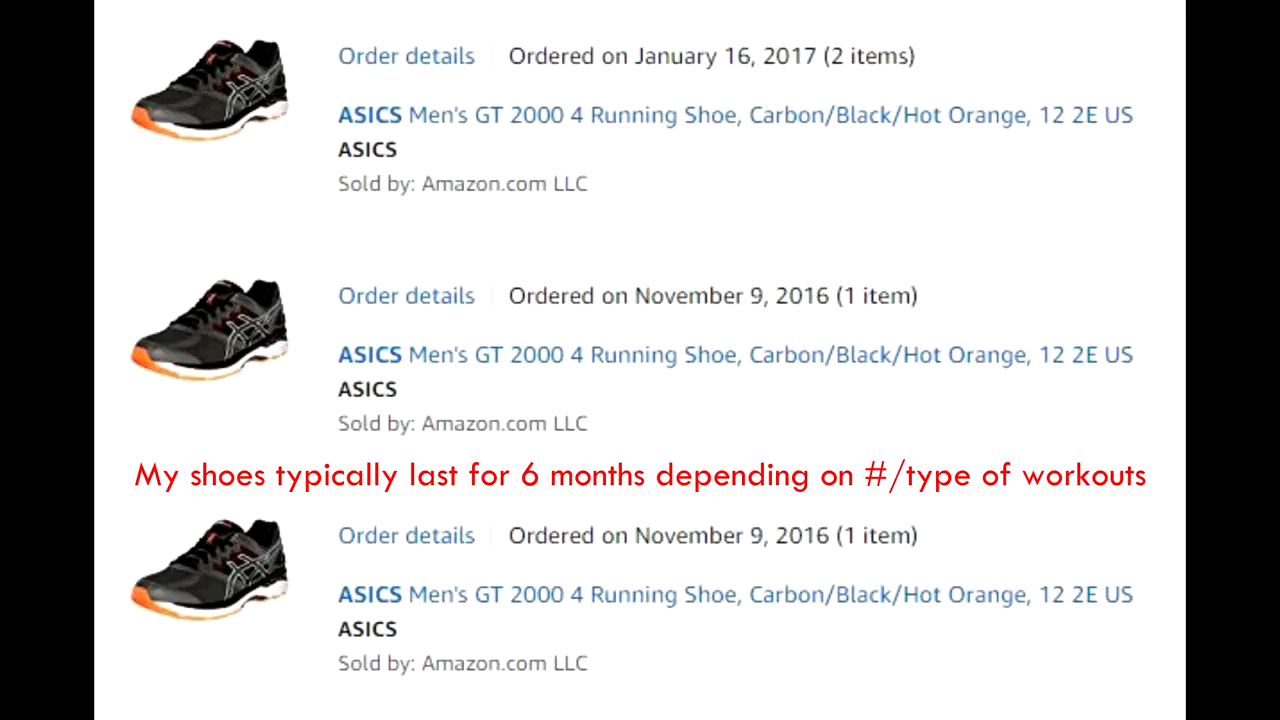 Order details Ordered on January 16, 2017 (2 items)
ASICS Men's GT 2000 4 Running Shoe, Carbon/Black/Hot Orange, 12 2E US
ASICS
Sold by: Amazon.com LLC
Order details Ordered on November 9, 2016 (1 item)
ASICS Men's GT 2000 4 Running Shoe, Carbon/Black/Hot Orange, 12 2E US
ASICS
Sold by: Amazon.com LLC
My shoes typically last for 6 months depending on #/type of workouts
Order details Ordered on November 9, 2016 (1 item)
ASICS Men's GT 2000 4 Running Shoe, Carbon/Black/Hot Orange, 12 2E US
ASICS
Sold by: Amazon.com LLC